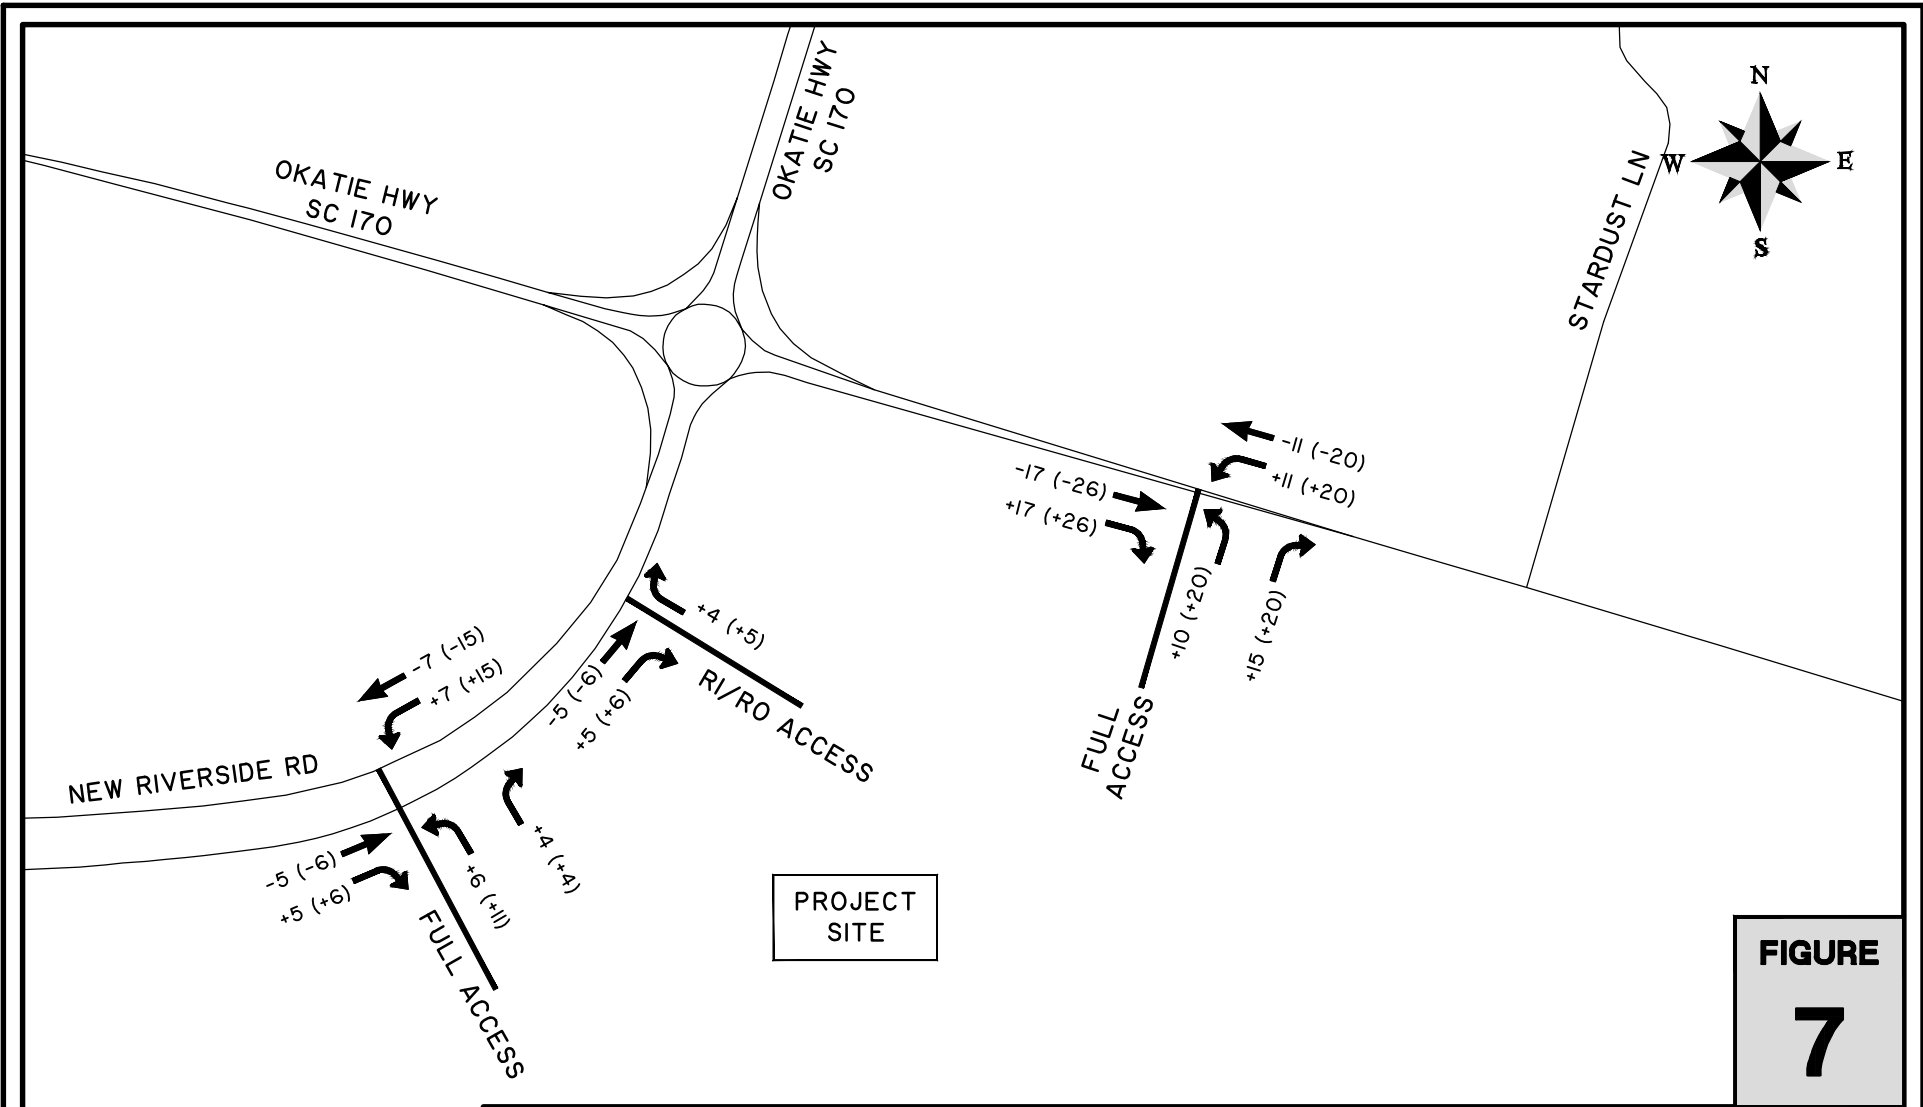 OKATIE HWY
SC 170
OKATIE HWY
SC 170
STARDUST LN
N
W
E
S
-11 (-20)
+11 (+20)
-17 (-26)
+17 (+26)
+10 (+20)
+15 (+20)
FULL
ACCESS
+4 (+5)
-5 (-6)
+5 (+6)
RI/RO ACCESS
-7 (-15)
+7 (+15)
NEW RIVERSIDE RD
-5 (-6)
+5 (+6)
+6 (+11)
+4 (+4)
FULL ACCESS
PROJECT
SITE
FIGURE
7